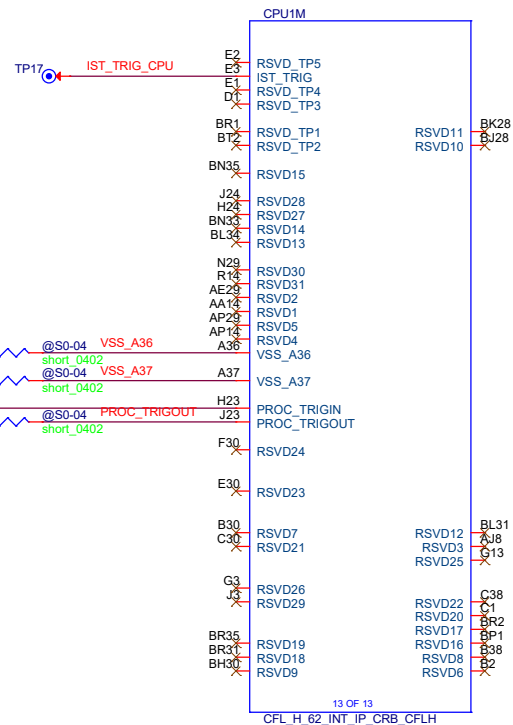 CPU1M
E2 RSVD_TP5
TP17 IST_TRIG_CPU E3 IST_TRIG
E1 RSVD_TP4
D1 RSVD_TP3
BR1 RSVD_TP1 RSVD11 BK28
BT2 RSVD_TP2 RSVD10 BJ28
BN35 RSVD15
J24 RSVD28
H24 RSVD27
BN33 RSVD14
BL34 RSVD13
N29 RSVD30
R14 RSVD31
AE29 RSVD2
AA14 RSVD1
AP29 RSVD5
AP14 RSVD4
@S0-04 VSS_A36 A36 VSS_A36
short_0402
@S0-04 VSS_A37 A37 VSS_A37
short_0402
H23 PROC_TRIGIN
@S0-04 PROC_TRIGOUT J23 PROC_TRIGOUT
short_0402
F30 RSVD24
E30 RSVD23
B30 RSVD7 RSVD12 BL31
C30 RSVD21 RSVD3 AJ8
RSVD25 G13
G3 RSVD26
J3 RSVD29 RSVD22 C38
RSVD20 C1
RSVD17 BR2
BR35 RSVD19 RSVD16 BP1
BR31 RSVD18 RSVD8 B38
BH30 RSVD9 RSVD6 B2
13 OF 13
CFL_H_62_INT_IP_CRB_CFLH